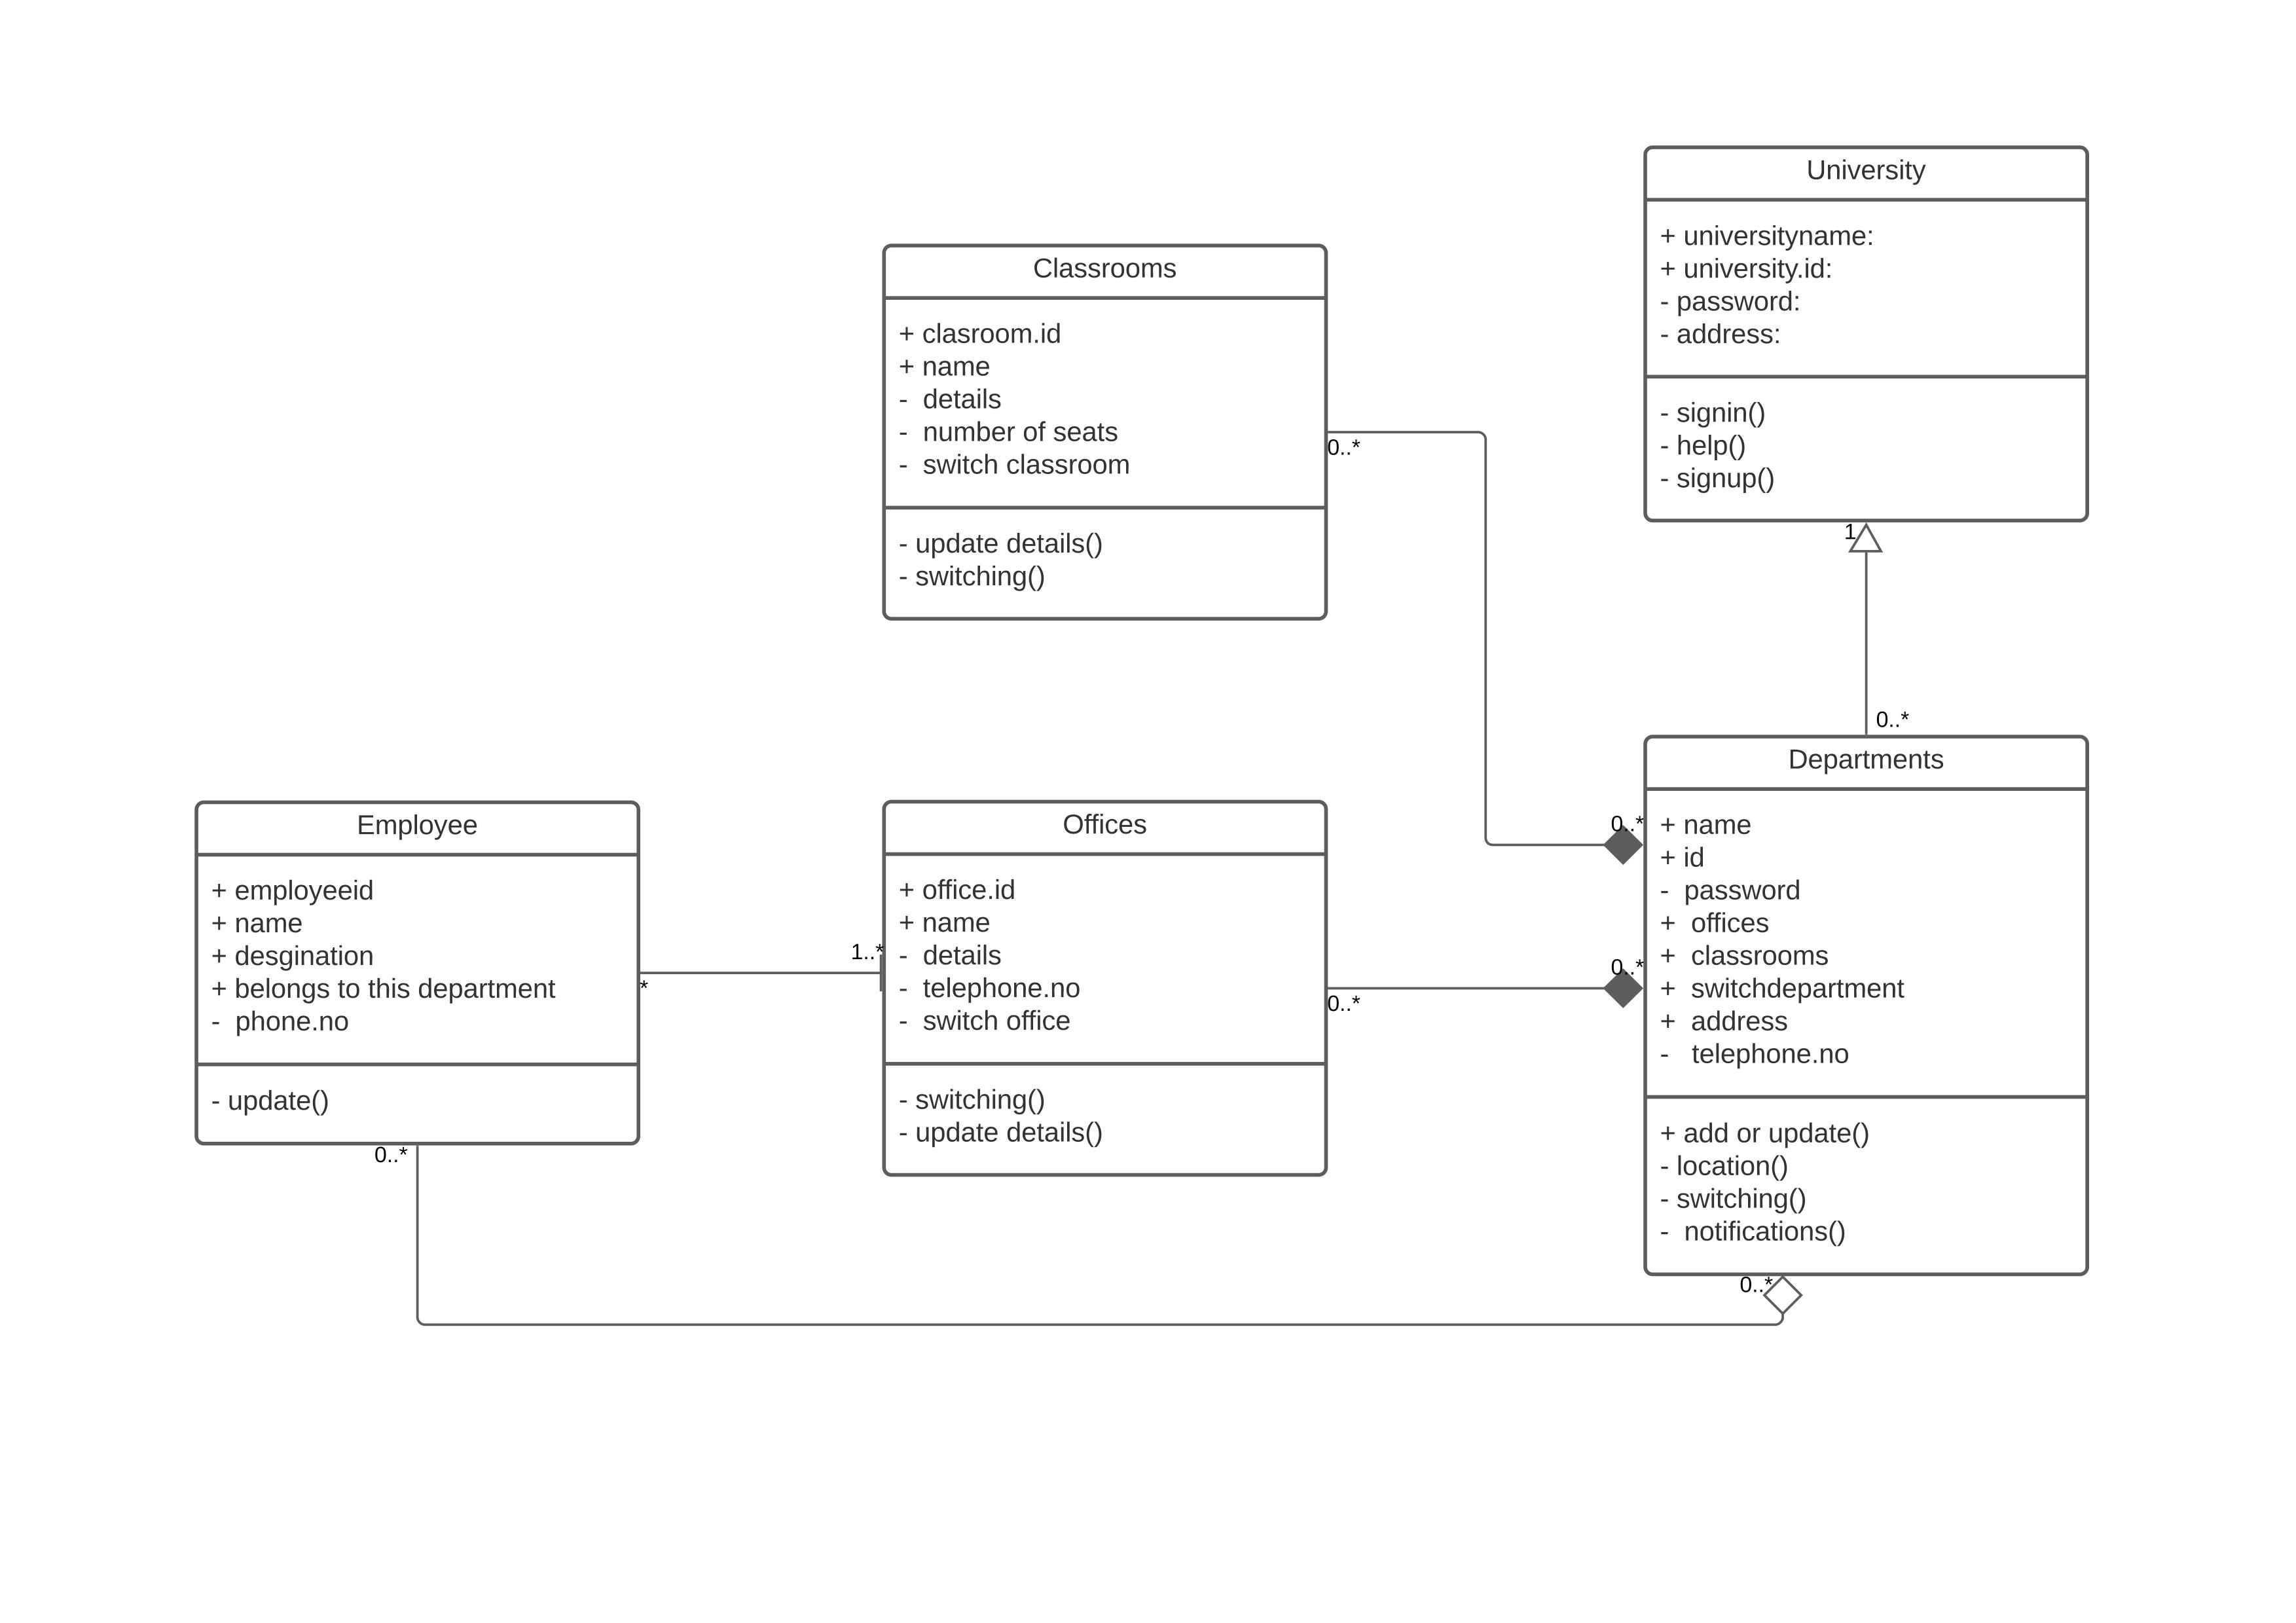 University
+ universityname:
+ university.id:
- password:
- address:
- signin()
- help()
- signup()
1
0..*
Classrooms
+ clasroom.id
+ name
- details
- number of seats
- switch classroom
- update details()
- switching()
0..*
0..*
Departments
+ name
+ id
- password
+ offices
+ classrooms
+ switchdepartment
+ address
- telephone.no
+ add or update()
- location()
- switching()
- notifications()
0..*
0..*
0..*
Offices
+ office.id
+ name
- details
- telephone.no
- switch office
- switching()
- update details()
1..*
*
Employee
+ employeeid
+ name
+ desgination
+ belongs to this department
- phone.no
- update()
0..*